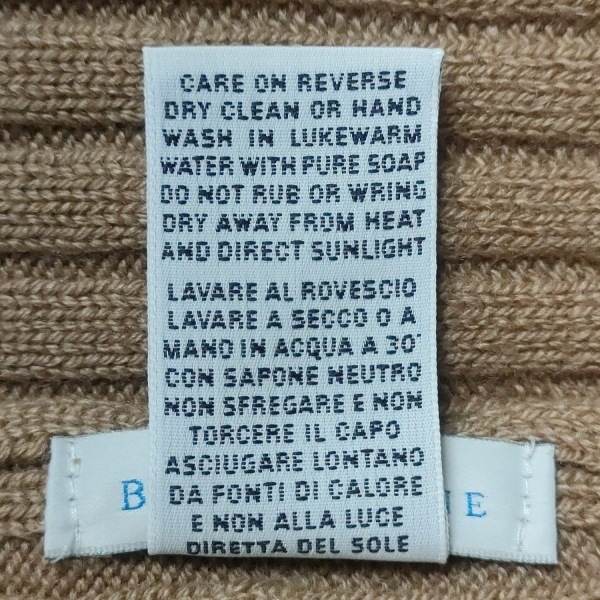 CARE ON REVERSE
DRY CLEAN OR HAND
WASH IN LUKEWARM
WATER WITH PURE SOAP
DO NOT RUB OR WRING
DRY AWAY FROM HEAT
AND DIRECT SUNLIGHT
LAVARE AL ROVESCIO
LAVARE A SECCO O A
MANO IN ACQUA A 30°
CON SAPONE NEUTRO
NON SFREGARE E NON
TORCERE IL CAPO
ASCIUGARE LONTANO
DA FONTI DI CALORE
E NON ALLA LUCE
DIRETTA DEL SOLE